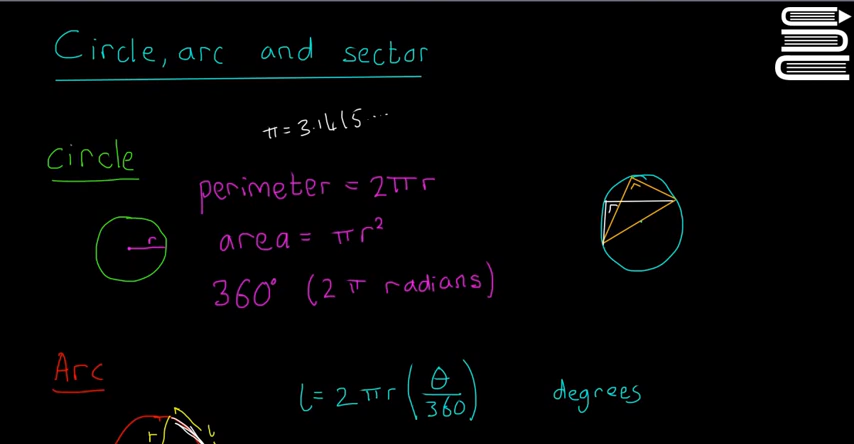 Circle, arc and sector
π = 3.1415...
Circle
perimeter = 2πr
r
area = πr²
360° (2π radians)
Arc
l = 2πr (θ/360) degrees
r l